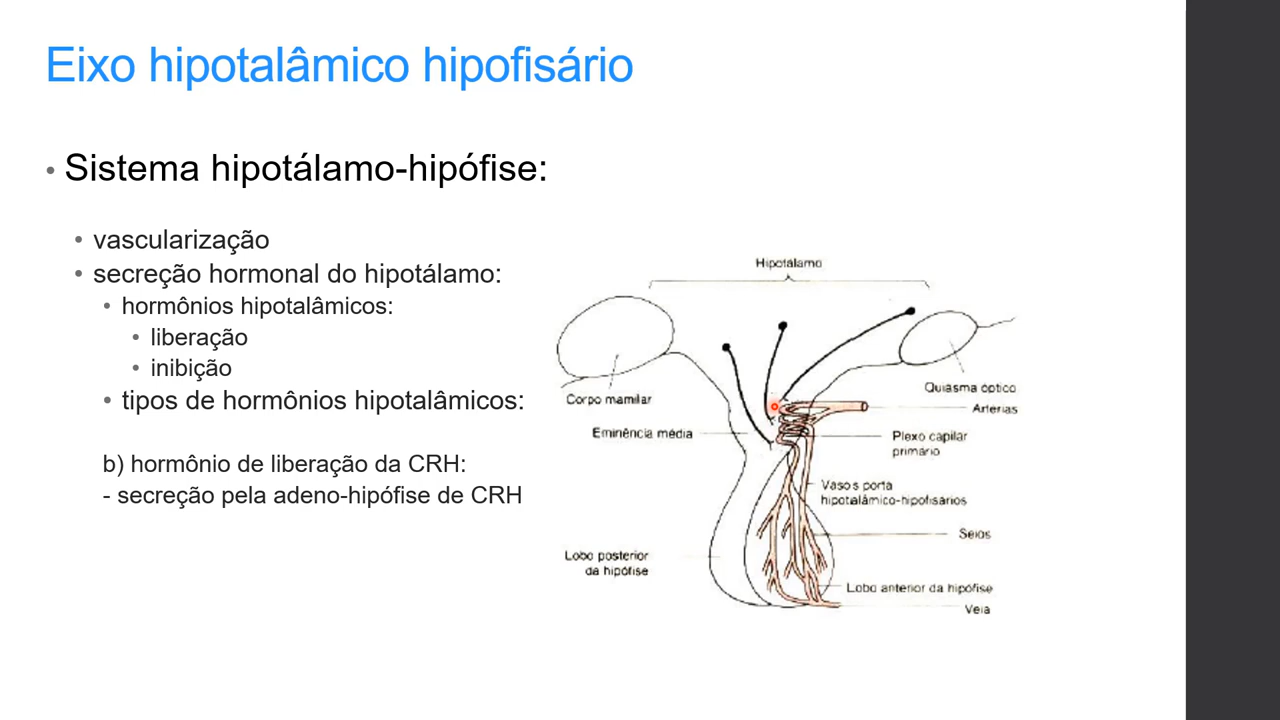 Eixo hipotalâmico hipofisário
• Sistema hipotálamo-hipófise:
• vascularização
• secreção hormonal do hipotálamo:
• hormônios hipotalâmicos:
• liberação
• inibição
• tipos de hormônios hipotalâmicos:
b) hormônio de liberação da CRH:
- secreção pela adeno-hipófise de CRH
Hipotálamo
Corpo mamilar
Quiasma óptico
Artérias
Eminência média
Plexo capilar
primário
Vasos porta
hipotalâmico-hipofisários
Seios
Lobo posterior
da hipófise
Lobo anterior da hipófise
Veia